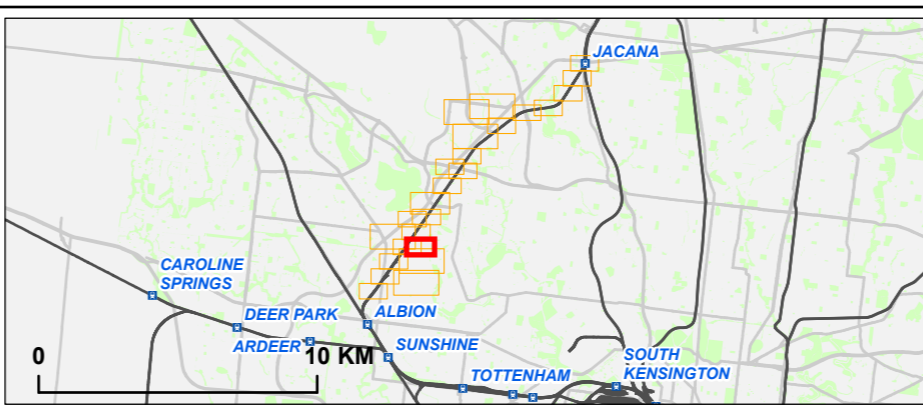 JACANA
CAROLINE
SPRINGS
DEER PARK
ALBION
ARDEER
0
10 KM
SUNSHINE
TOTTENHAM
SOUTH
KENSINGTON